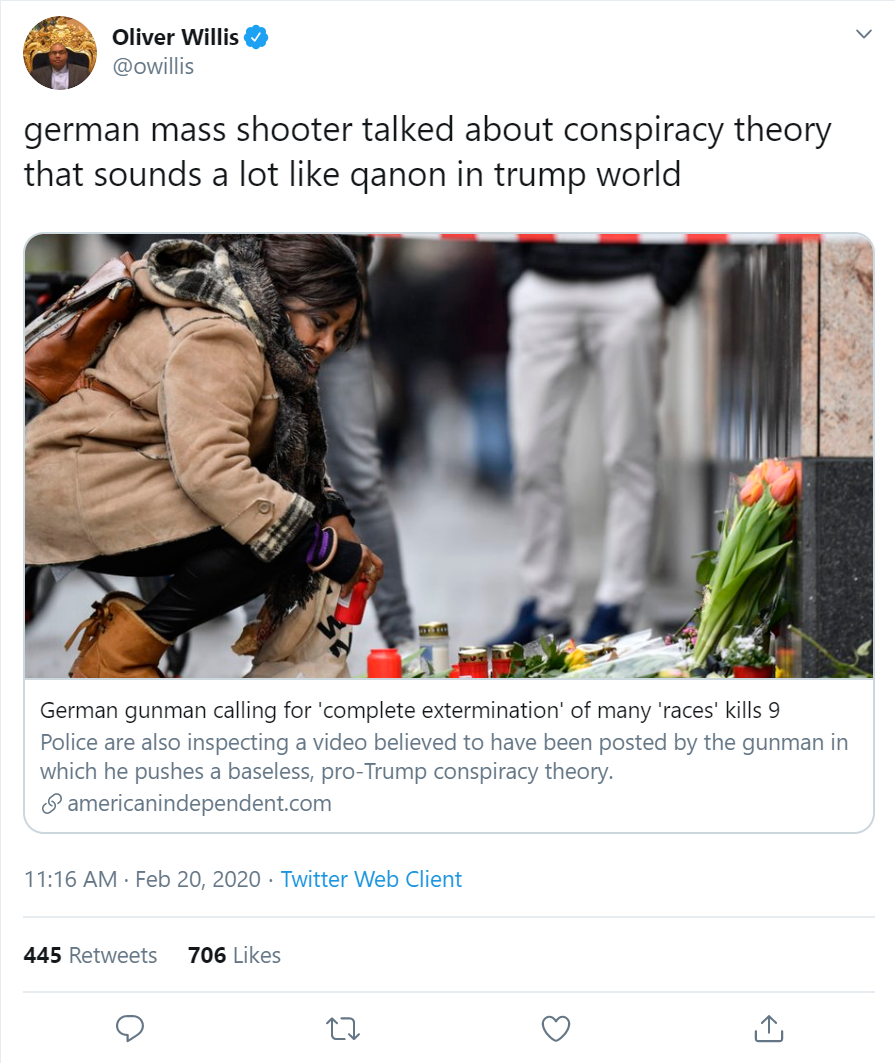 Oliver Willis
@owillis
german mass shooter talked about conspiracy theory
that sounds a lot like qanon in trump world
German gunman calling for 'complete extermination' of many 'races' kills 9
Police are also inspecting a video believed to have been posted by the gunman in
which he pushes a baseless, pro-Trump conspiracy theory.
americanindependent.com
11:16 AM · Feb 20, 2020 · Twitter Web Client
445 Retweets 706 Likes